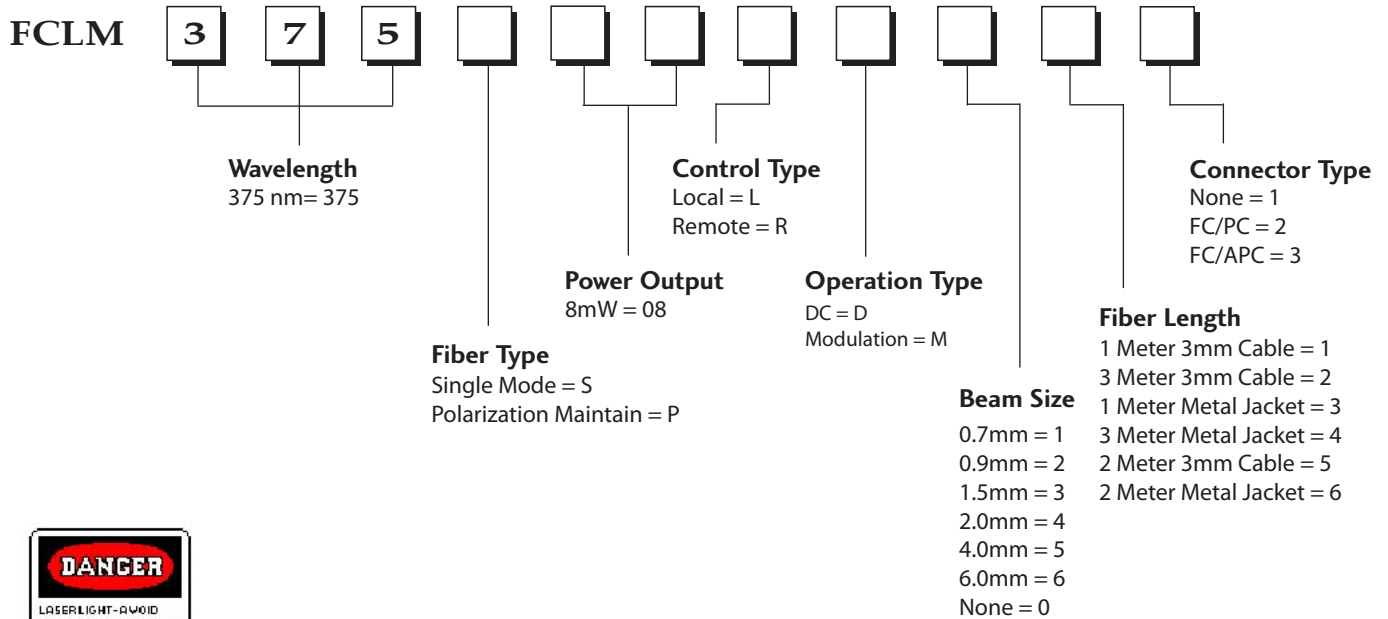 FCLM 3 7 5
Wavelength
375 nm= 375
Fiber Type
Single Mode = S
Polarization Maintain = P
Power Output
8mW = 08
Control Type
Local = L
Remote = R
Operation Type
DC = D
Modulation = M
Beam Size
0.7mm = 1
0.9mm = 2
1.5mm = 3
2.0mm = 4
4.0mm = 5
6.0mm = 6
None = 0
Fiber Length
1 Meter 3mm Cable = 1
3 Meter 3mm Cable = 2
1 Meter Metal Jacket = 3
3 Meter Metal Jacket = 4
2 Meter 3mm Cable = 5
2 Meter Metal Jacket = 6
Connector Type
None = 1
FC/PC = 2
FC/APC = 3
DANGER
LASERLIGHT-AVOID